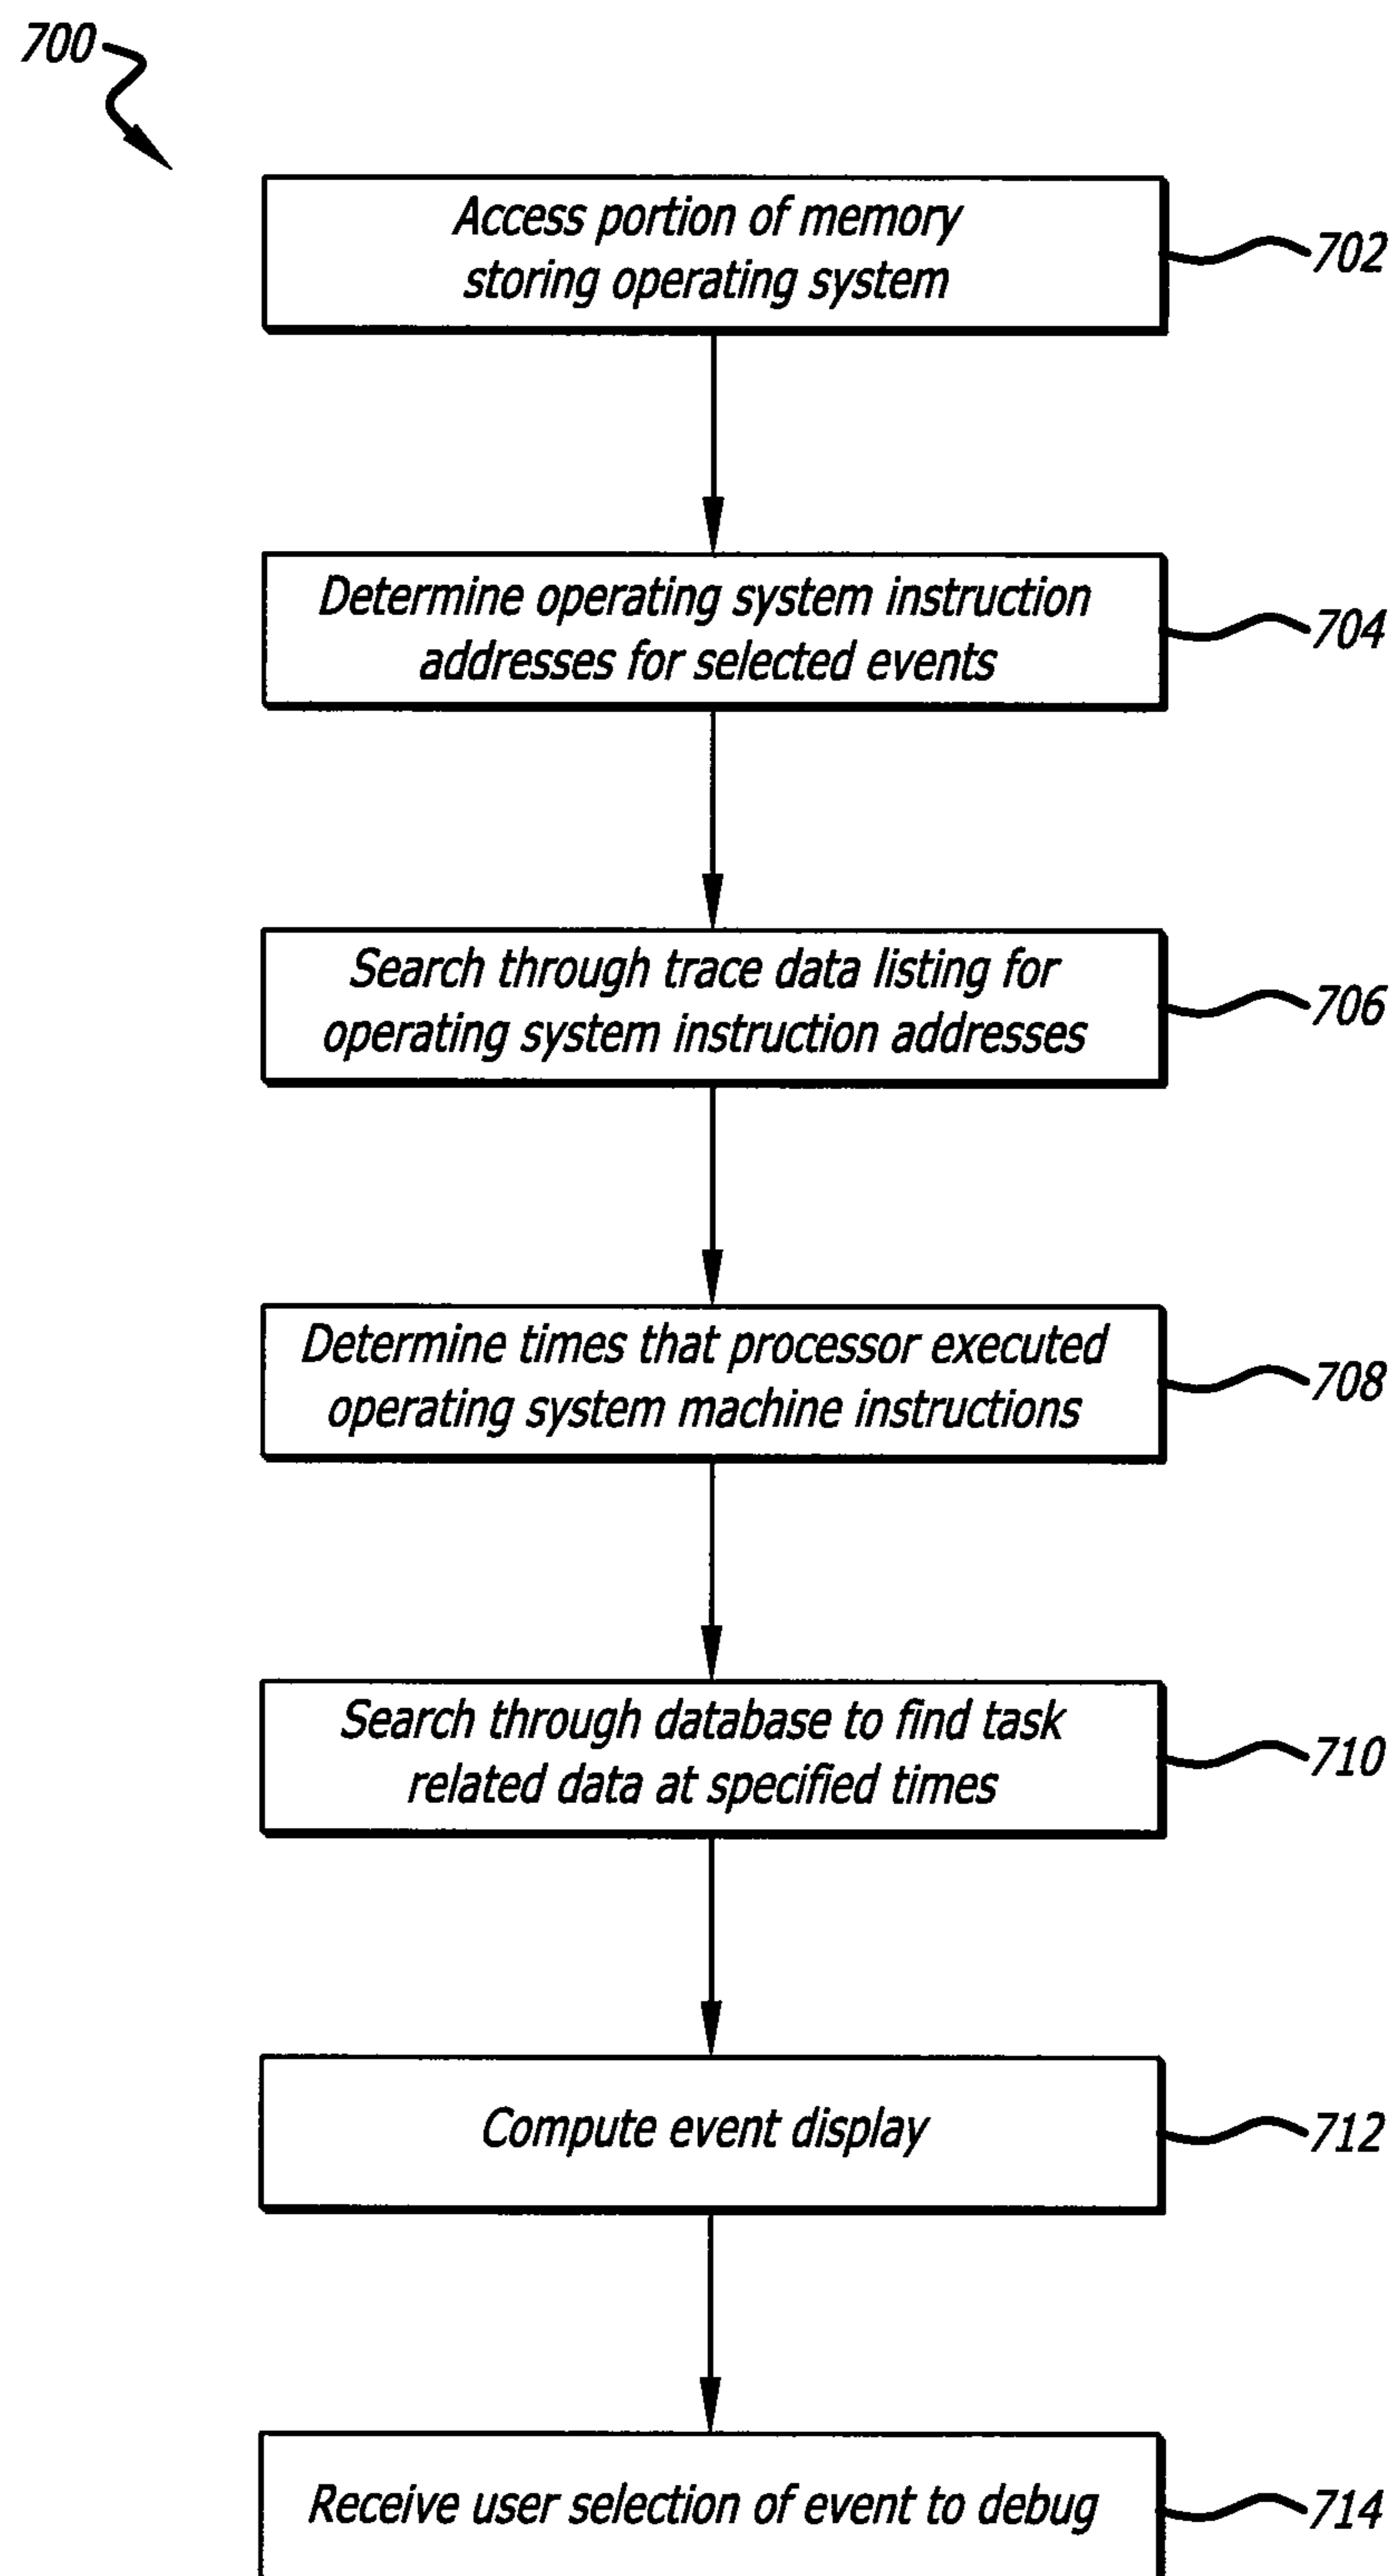 700
Access portion of memory
storing operating system
702
Determine operating system instruction
addresses for selected events
704
Search through trace data listing for
operating system instruction addresses
706
Determine times that processor executed
operating system machine instructions
708
Search through database to find task
related data at specified times
710
Compute event display
712
Receive user selection of event to debug
714